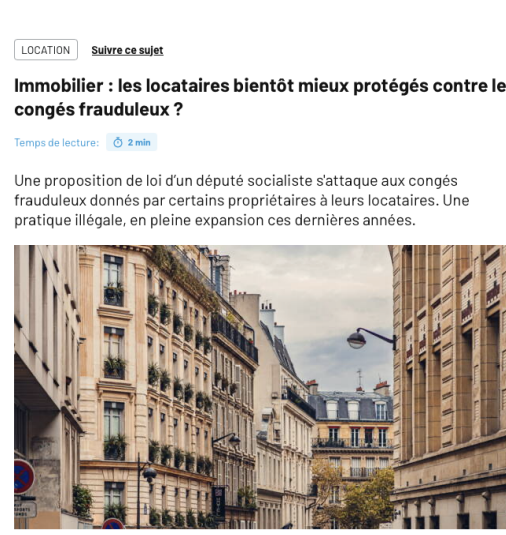 LOCATION Suivre ce sujet
Immobilier : les locataires bientôt mieux protégés contre le
congés frauduleux ?
Temps de lecture: 2 min
Une proposition de loi d’un député socialiste s'attaque aux congés
frauduleux donnés par certains propriétaires à leurs locataires. Une
pratique illégale, en pleine expansion ces dernières années.